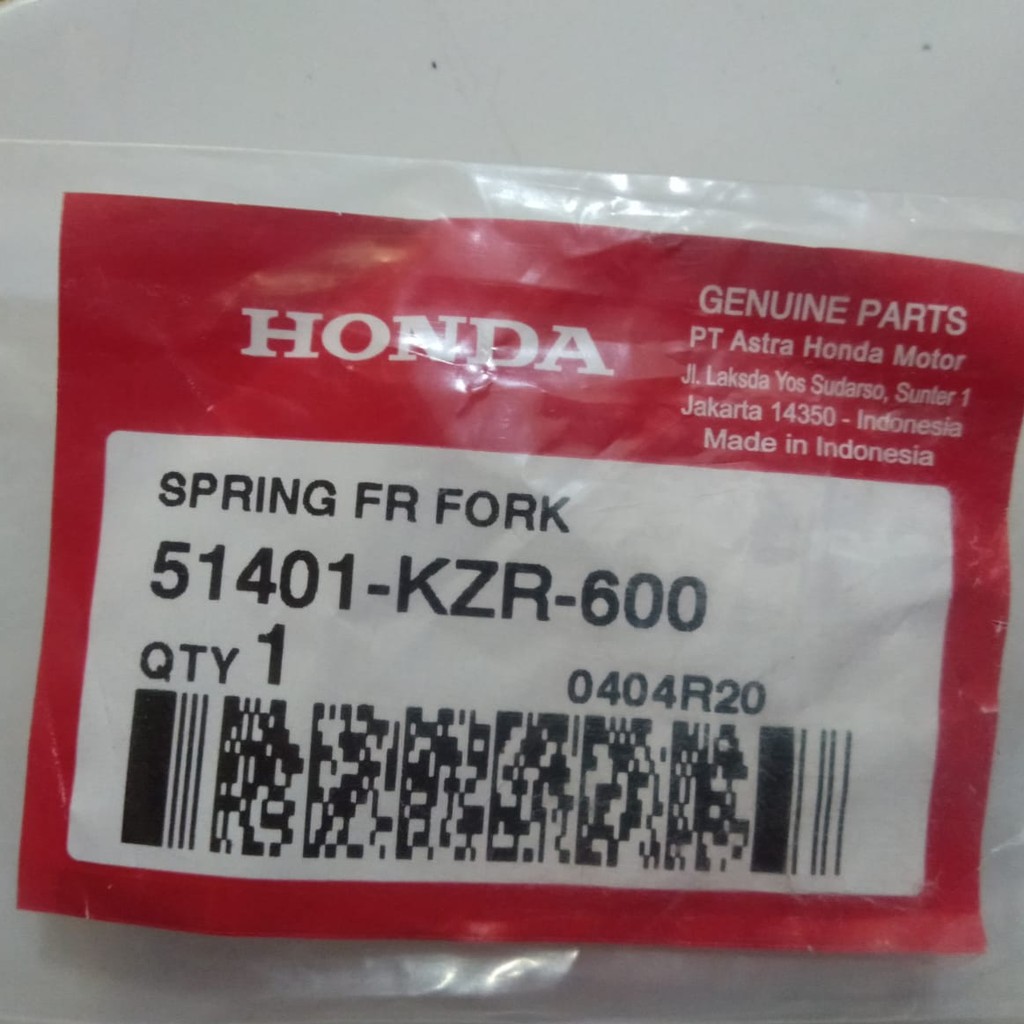 HONDA
GENUINE PARTS
PT Astra Honda Motor
Jl. Laksda Yos Sudarso, Sunter 1
Jakarta 14350 - Indonesia
Made in Indonesia
SPRING FR FORK
51401-KZR-600
QTY 1
0404R20